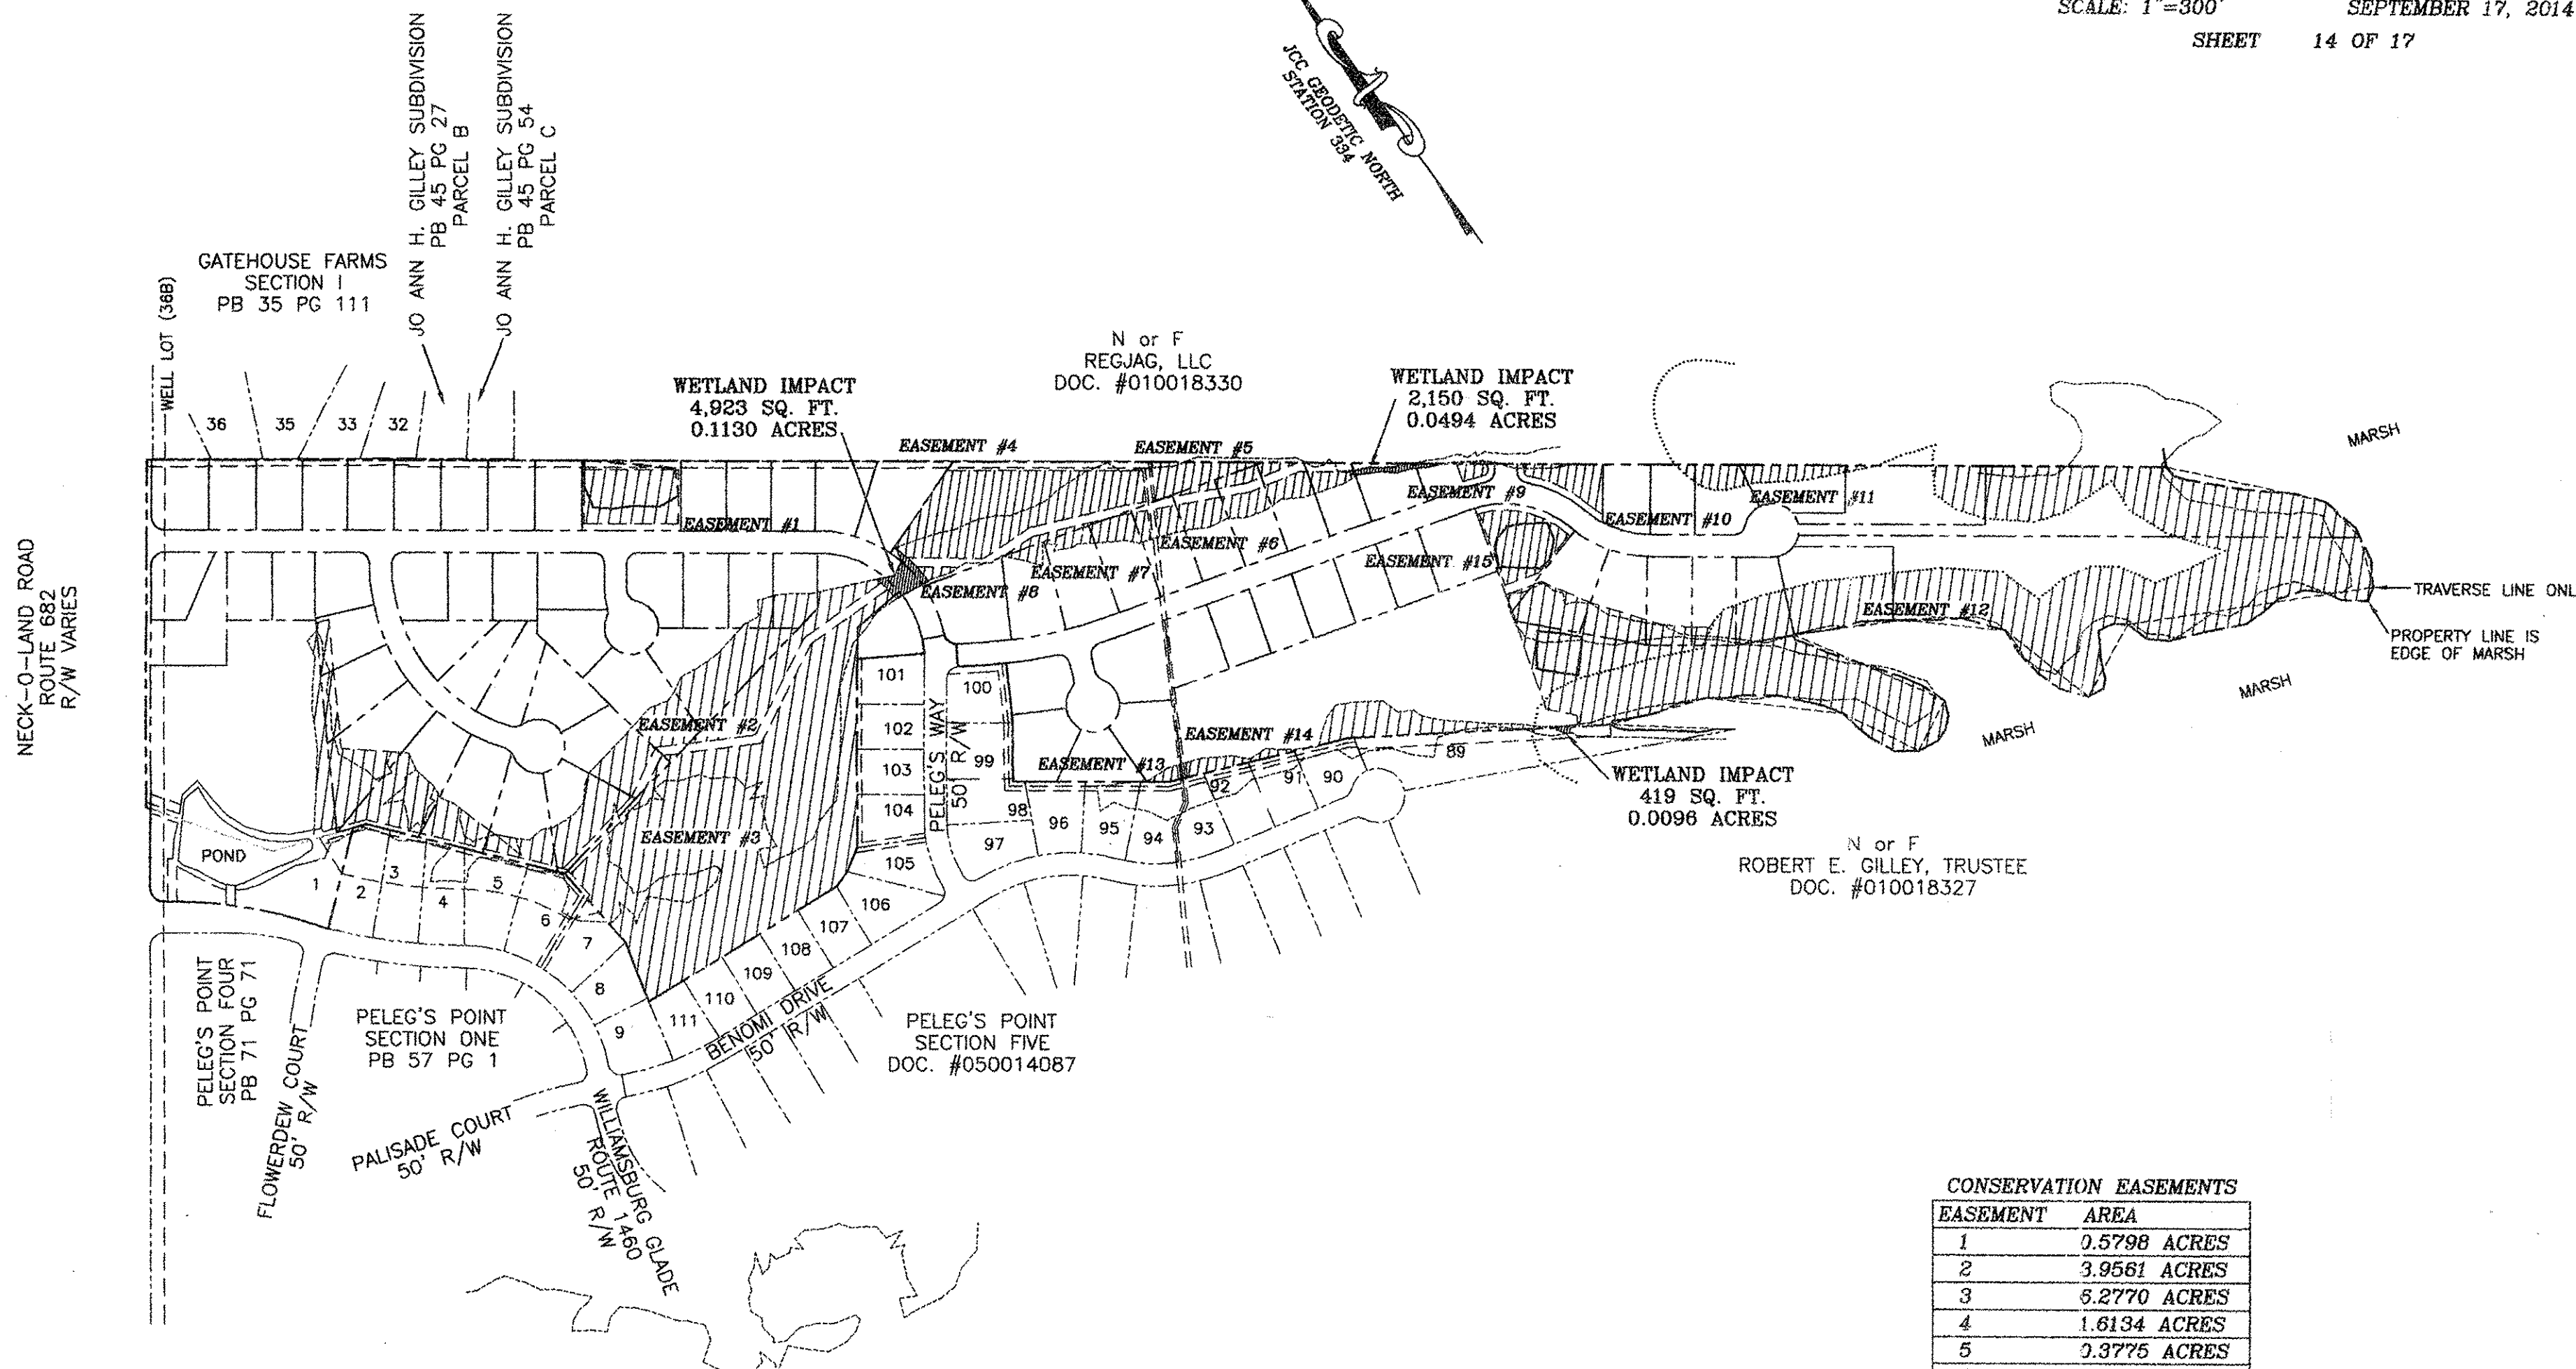 SCALE: 1"=300'    SEPTEMBER 17, 2014
SHEET    14 OF 17
JCC GEODETIC NORTH
STATION 334
JO ANN H. GILLEY SUBDIVISION
PB 45 PG 27
PARCEL B
JO ANN H. GILLEY SUBDIVISION
PB 45 PG 54
PARCEL C
GATEHOUSE FARMS
SECTION I
PB 35 PG 111
WELL LOT (36B)
36
35
33
32
N or F
REGJAG, LLC
DOC. #010018330
WETLAND IMPACT
4,923 SQ. FT.
0.1130 ACRES
WETLAND IMPACT
2,150 SQ. FT.
0.0494 ACRES
EASEMENT #4
EASEMENT #5
MARSH
EASEMENT #9
EASEMENT #11
EASEMENT #1
EASEMENT #10
EASEMENT #6
EASEMENT #15
EASEMENT #7
EASEMENT #8
EASEMENT #12
TRAVERSE LINE ONL
PROPERTY LINE IS
EDGE OF MARSH
MARSH
MARSH
NECK-O-LAND ROAD
ROUTE 682
R/W VARIES
101
100
102
99
103
104
PELEG'S WAY
50' R/W
EASEMENT #2
EASEMENT #14
EASEMENT #13
EASEMENT #3
89
90
91
92
93
94
95
96
98
97
WETLAND IMPACT
419 SQ. FT.
0.0096 ACRES
N or F
ROBERT E. GILLEY, TRUSTEE
DOC. #010018327
POND
1
2
3
4
5
6
7
8
9
105
106
107
108
109
110
111
BENOMI DRIVE
50' R/W
PELEG'S POINT
SECTION FOUR
PB 71 PG 71
PELEG'S POINT
SECTION ONE
PB 57 PG 1
PELEG'S POINT
SECTION FIVE
DOC. #050014087
FLOWERDEW COURT
50' R/W
PALISADE COURT
50' R/W
WILLIAMSBURG GLADE
ROUTE 1460
50' R/W
CONSERVATION EASEMENTS
EASEMENT    AREA
1    0.5798 ACRES
2    3.9561 ACRES
3    6.2770 ACRES
4    1.6134 ACRES
5    0.3775 ACRES